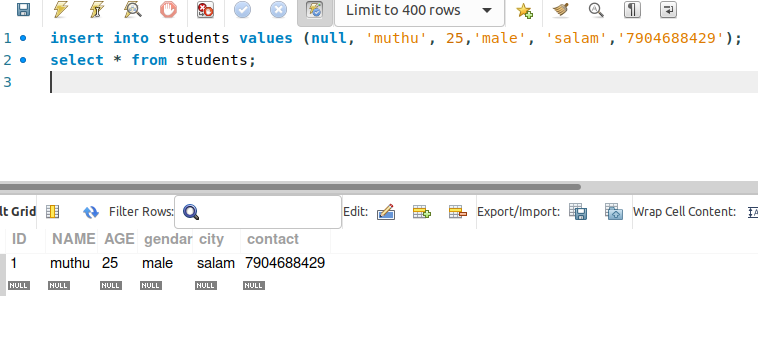 Limit to 400 rows
1 insert into students values (null, 'muthu', 25,'male', 'salam','7904688429');
2 select * from students;
3
lt Grid Filter Rows: Edit: Export/Import: Wrap Cell Content:
ID NAME AGE gendar city contact
1 muthu 25 male salam 7904688429
NULL NULL NULL NULL NULL NULL